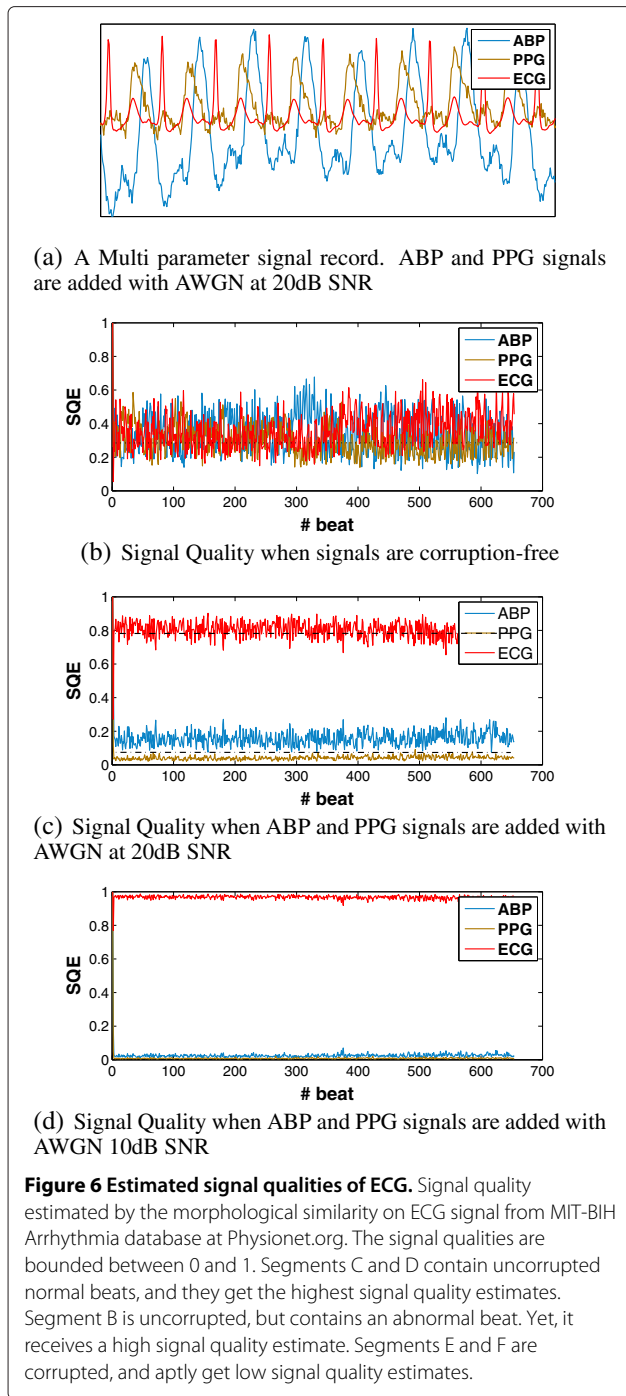 ABP
PPG
ECG
(a) A Multi parameter signal record. ABP and PPG signals
are added with AWGN at 20dB SNR
1
0.8
0.6
0.4
0.2
0
SQE
ABP
PPG
ECG
0 100 200 300 400 500 600 700
# beat
(b) Signal Quality when signals are corruption-free
1
0.8
0.6
0.4
0.2
0
SQE
ABP
PPG
ECG
0 100 200 300 400 500 600 700
# beat
(c) Signal Quality when ABP and PPG signals are added with
AWGN at 20dB SNR
1
0.8
0.6
0.4
0.2
0
SQE
ABP
PPG
ECG
0 100 200 300 400 500 600 700
# beat
(d) Signal Quality when ABP and PPG signals are added with
AWGN 10dB SNR
Figure 6 Estimated signal qualities of ECG. Signal quality
estimated by the morphological similarity on ECG signal from MIT-BIH
Arrhythmia database at Physionet.org. The signal qualities are
bounded between 0 and 1. Segments C and D contain uncorrupted
normal beats, and they get the highest signal quality estimates.
Segment B is uncorrupted, but contains an abnormal beat. Yet, it
receives a high signal quality estimate. Segments E and F are
corrupted, and aptly get low signal quality estimates.